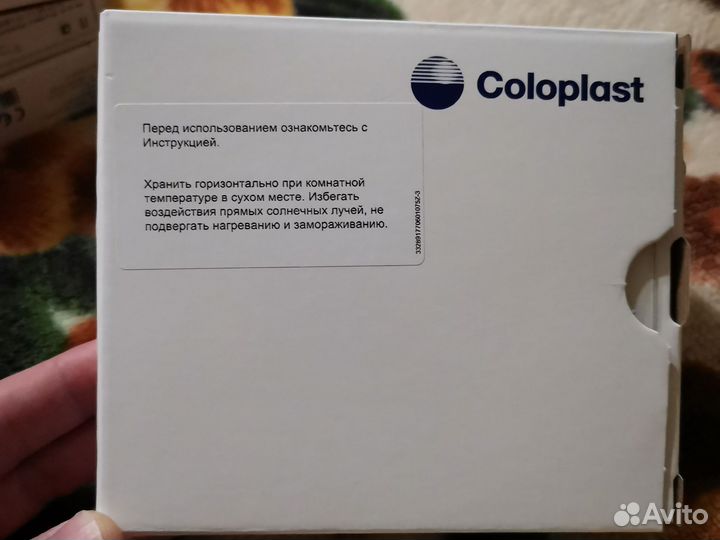 Coloplast
Перед использованием ознакомьтесь с
Инструкцией.
Хранить горизонтально при комнатной
температуре в сухом месте. Избегать
воздействия прямых солнечных лучей, не
подвергать нагреванию и замораживанию.
Avito